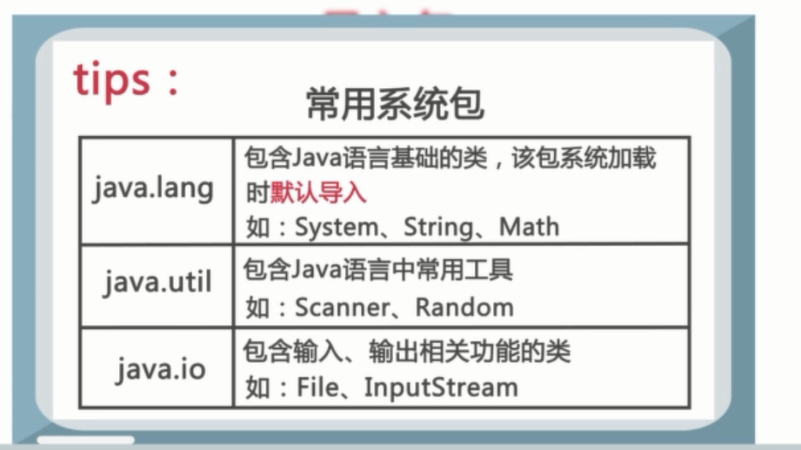 tips：
常用系统包
java.lang
包含Java语言基础的类，该包系统加载
时默认导入
如：System、String、Math
java.util
包含Java语言中常用工具
如：Scanner、Random
java.io
包含输入、输出相关功能的类
如：File、InputStream